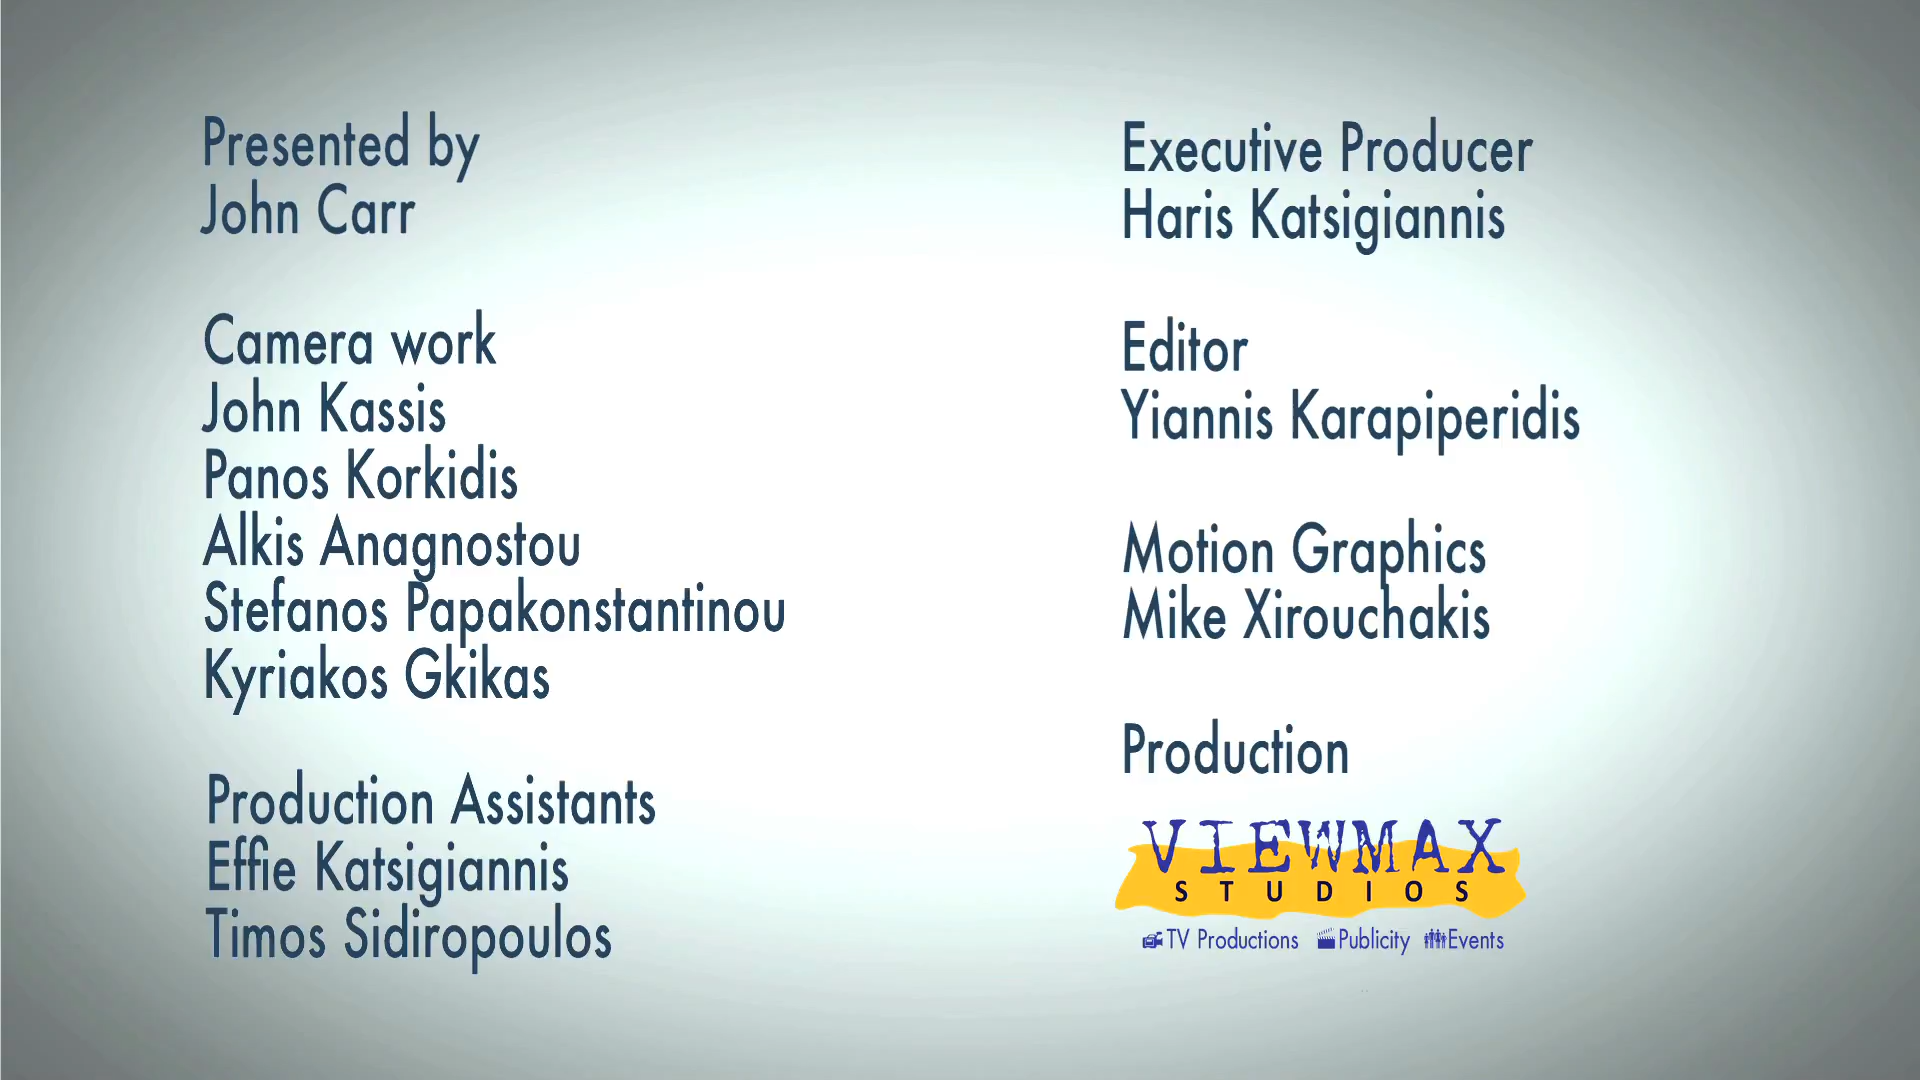 Presented by
John Carr
Camera work
John Kassis
Panos Korkidis
Alkis Anagnostou
Stefanos Papakonstantinou
Kyriakos Gkikas
Production Assistants
Effie Katsigiannis
Timos Sidiropoulos
Executive Producer
Haris Katsigiannis
Editor
Yiannis Karapiperidis
Motion Graphics
Mike Xirouchakis
Production
VIEWMAX
STUDIOS
TV Productions Publicity Events